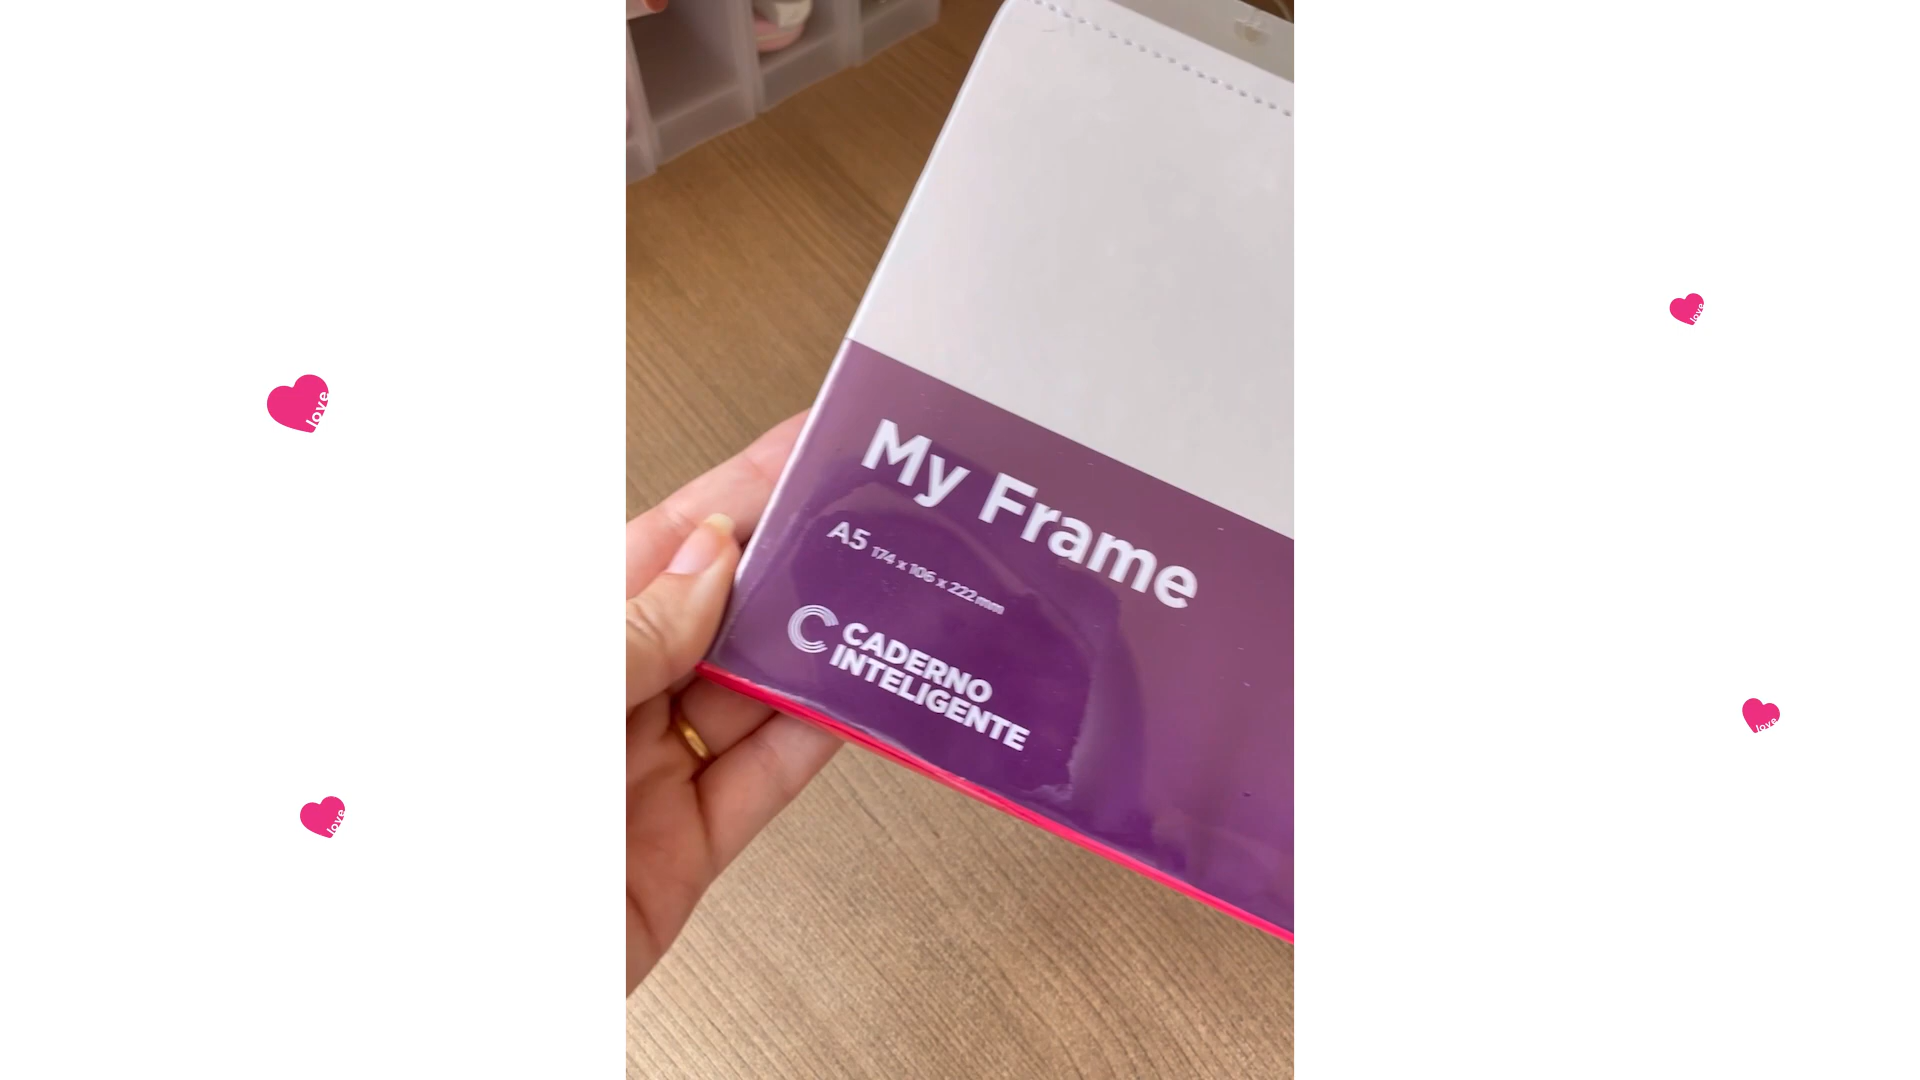 My Frame
A5 174 x 106 x 222 mm
CADERNO
INTELIGENTE
love
love
love
love